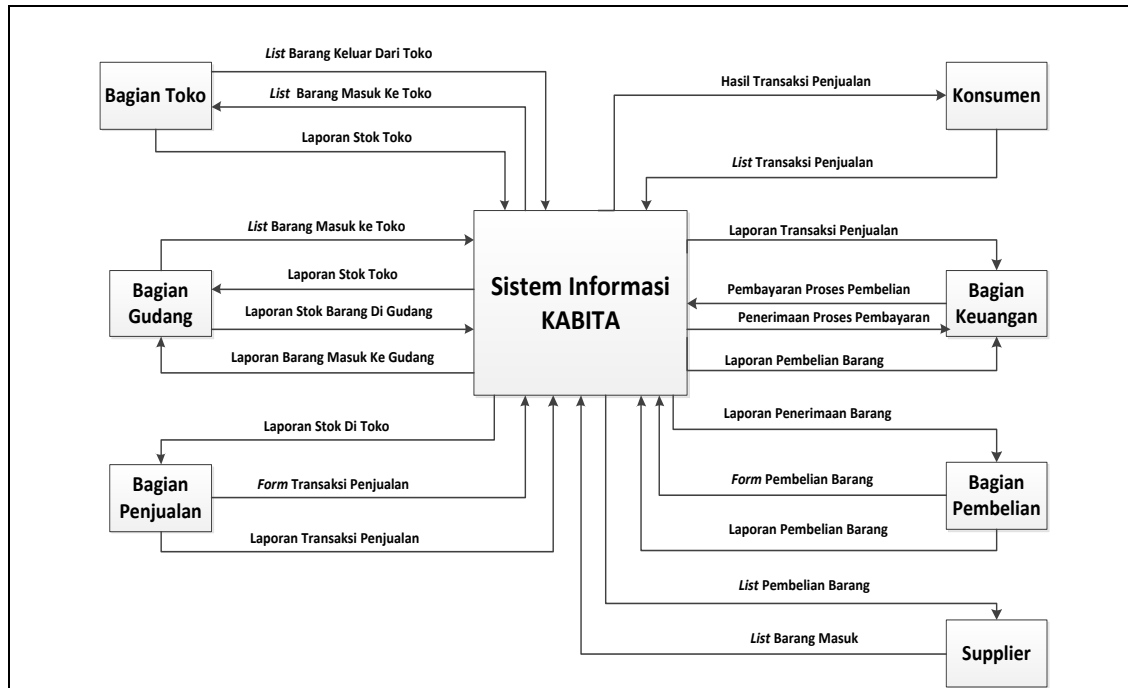 List Barang Keluar Dari Toko
Bagian Toko
List Barang Masuk Ke Toko
Laporan Stok Toko
Hasil Transaksi Penjualan
Konsumen
List Transaksi Penjualan
List Barang Masuk ke Toko
Bagian
Gudang
Laporan Stok Toko
Laporan Stok Barang Di Gudang
Laporan Barang Masuk Ke Gudang
Sistem Informasi
KABITA
Laporan Transaksi Penjualan
Pembayaran Proses Pembelian
Bagian
Keuangan
Penerimaan Proses Pembayaran
Laporan Pembelian Barang
Laporan Stok Di Toko
Bagian
Penjualan
Form Transaksi Penjualan
Laporan Transaksi Penjualan
Laporan Penerimaan Barang
Form Pembelian Barang
Bagian
Pembelian
Laporan Pembelian Barang
List Pembelian Barang
List Barang Masuk
Supplier